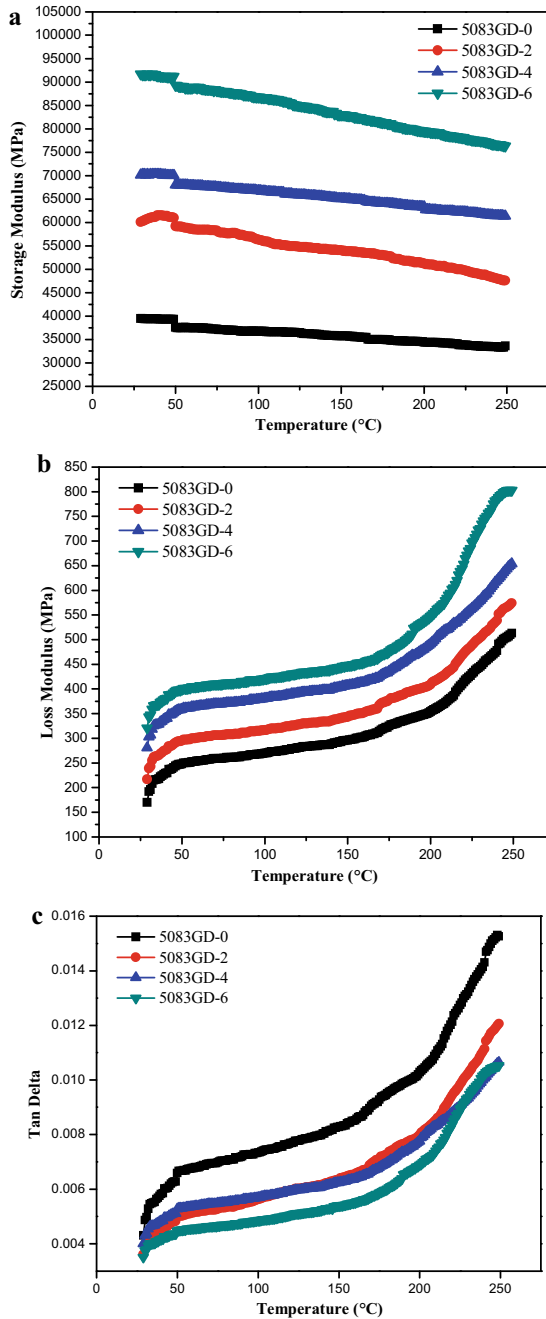 a
105000
100000
95000
90000
85000
80000
75000
70000
65000
60000
55000
50000
45000
40000
35000
30000
25000
Storage Modulus (MPa)
5083GD-0
5083GD-2
5083GD-4
5083GD-6
0 50 100 150 200 250
Temperature (°C)
b
850
800
750
700
650
600
550
500
450
400
350
300
250
200
150
100
Loss Modulus (MPa)
5083GD-0
5083GD-2
5083GD-4
5083GD-6
0 50 100 150 200 250
Temperature (°C)
c
0.016
0.014
0.012
0.010
0.008
0.006
0.004
Tan Delta
5083GD-0
5083GD-2
5083GD-4
5083GD-6
0 50 100 150 200 250
Temperature (°C)